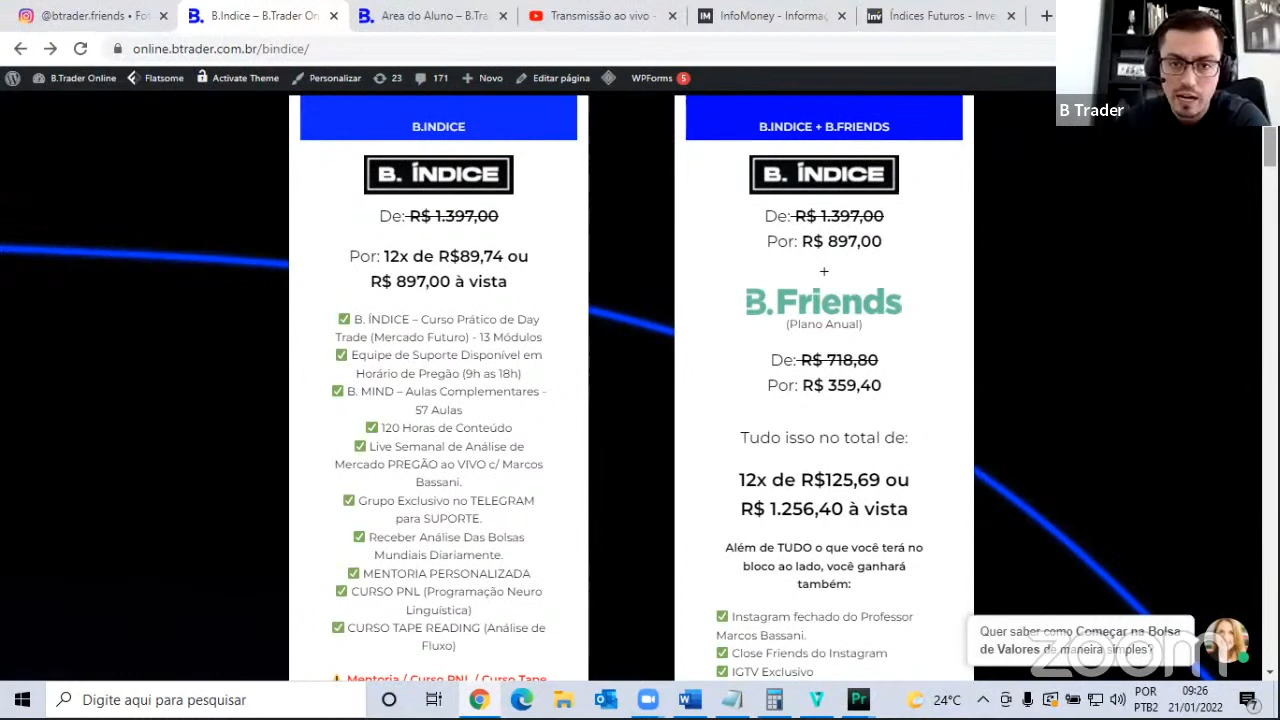 @btrader.friends • Fo
B.Indice – B.Trader On
Area do Aluno – B.Tra
Transmissão ao vivo -
InfoMoney - Informaç
Índices Futuros - Inve
online.btrader.com.br/bindice/
B.Trader Online
Flatsome
Activate Theme
Personalizar
23
171
Novo
Editar página
WPForms
5
B Trader
B.INDICE
B. ÍNDICE
De: R$ 1.397,00
Por: 12x de R$89,74 ou
R$ 897,00 à vista
✅ B. ÍNDICE – Curso Prático de Day
Trade (Mercado Futuro) - 13 Módulos
✅ Equipe de Suporte Disponível em
Horário de Pregão (9h as 18h)
✅ B. MIND – Aulas Complementares -
57 Aulas
✅ 120 Horas de Conteúdo
✅ Live Semanal de Análise de
Mercado PREGÃO ao VIVO c/ Marcos
Bassani.
✅ Grupo Exclusivo no TELEGRAM
para SUPORTE.
✅ Receber Análise Das Bolsas
Mundiais Diariamente.
✅ MENTORIA PERSONALIZADA
✅ CURSO PNL (Programação Neuro
Linguística)
✅ CURSO TAPE READING (Análise de
Fluxo)
⚠️ Mentoria / Curso PNL / Curso Tape
B.INDICE + B.FRIENDS
B. ÍNDICE
De: R$ 1.397,00
Por: R$ 897,00
+
B.Friends
(Plano Anual)
De: R$ 718,80
Por: R$ 359,40
Tudo isso no total de:
12x de R$125,69 ou
R$ 1.256,40 à vista
Além de TUDO o que você terá no
bloco ao lado, você ganhará
também:
✅ Instagram fechado do Professor
Marcos Bassani.
✅ Close Friends do Instagram
✅ IGTV Exclusivo
Quer saber como Começar na Bolsa
de Valores de maneira simples?
zoom
Digite aqui para pesquisar
24°C
POR
PTB2
09:26
21/01/2022
7